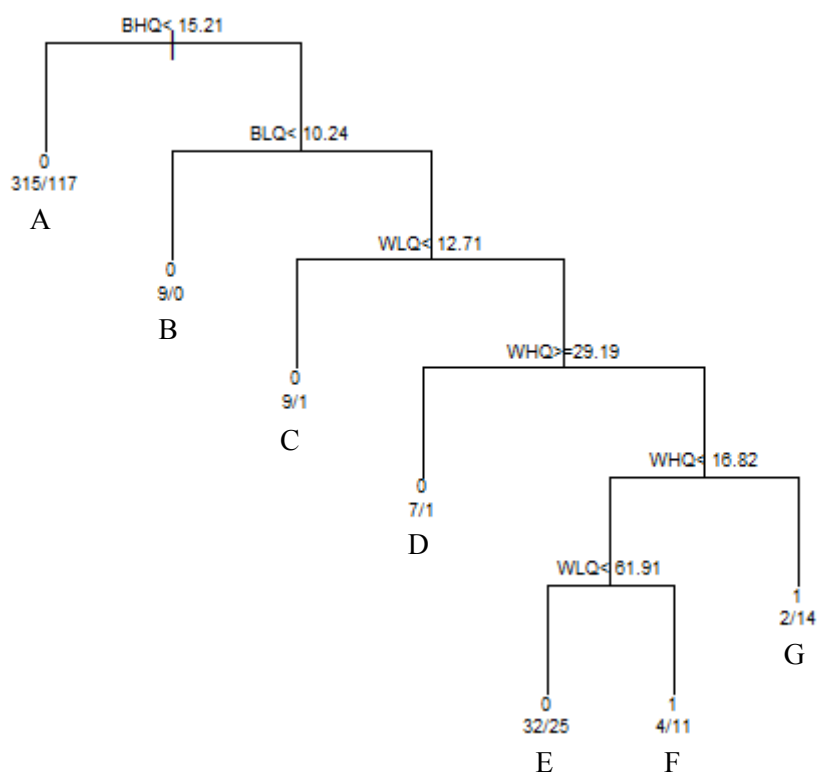 BHQ< 15.21
BLQ< 10.24
0
315/117
A
WLQ< 12.71
0
9/0
B
WHQ>=29.19
0
9/1
C
WHQ< 16.82
0
7/1
D
WLQ< 61.91
1
2/14
G
0
32/25
E
1
4/11
F